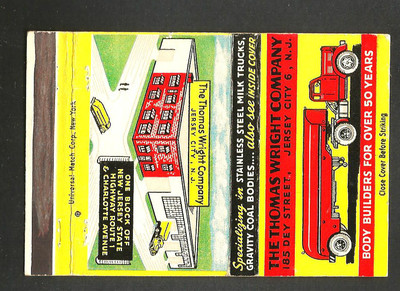 Universal-Match Corp., New York
The Thomas Wright Company
JERSEY CITY, N.J.
ONE BLOCK OFF
NEW JERSEY STATE
HIGHWAY ROUTE 1
& CHARLOTTE AVENUE
Specializing in STAINLESS STEEL MILK TRUCKS,
GRAVITY COAL BODIES.... also see INSIDE COVER
THE THOMAS WRIGHT COMPANY
185 DEY STREET, JERSEY CITY 6, N.J.
BODY BUILDERS FOR OVER 50 YEARS
Close Cover Before Striking